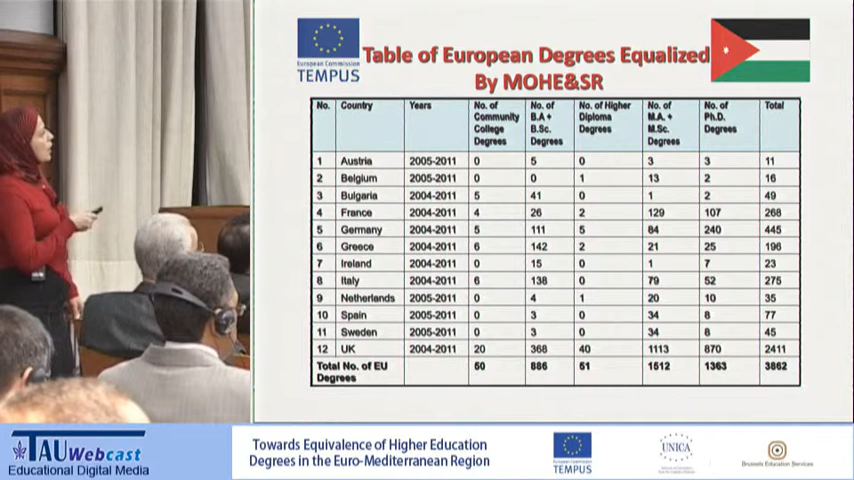 European Commission
TEMPUS
Table of European Degrees Equalized
By MOHE&SR
No. Country Years No. of Community College Degrees No. of B.A + B.Sc. Degrees No. of Higher Diploma Degrees No. of M.A. + M.Sc. Degrees No. of Ph.D. Degrees Total
1 Austria 2005-2011 0 5 0 3 3 11
2 Belgium 2005-2011 0 0 1 13 2 16
3 Bulgaria 2004-2011 5 41 0 1 2 49
4 France 2004-2011 4 26 2 129 107 268
5 Germany 2004-2011 5 111 5 84 240 445
6 Greece 2004-2011 6 142 2 21 25 196
7 Ireland 2004-2011 0 15 0 1 7 23
8 Italy 2004-2011 6 138 0 79 52 275
9 Netherlands 2005-2011 0 4 1 20 10 35
10 Spain 2005-2011 0 3 0 34 8 77
11 Sweden 2005-2011 0 3 0 34 8 45
12 UK 2004-2011 20 368 40 1113 870 2411
Total No. of EU Degrees 50 886 51 1512 1363 3862
TAU Webcast
Educational Digital Media
Towards Equivalence of Higher Education
Degrees in the Euro-Mediterranean Region
European Commission
TEMPUS
UNICA
Brussels Education Services